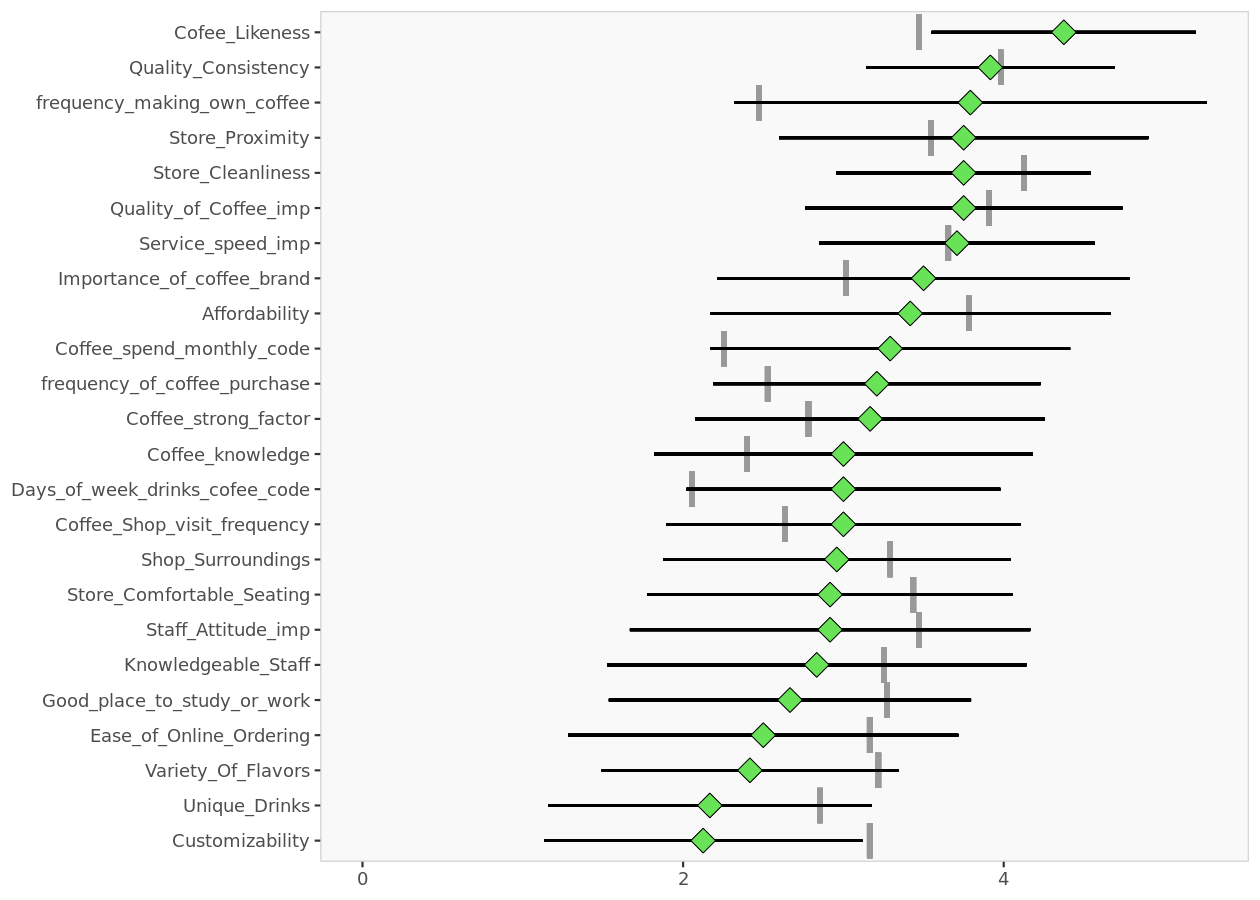 Cofee_Likeness
Quality_Consistency
frequency_making_own_coffee
Store_Proximity
Store_Cleanliness
Quality_of_Coffee_imp
Service_speed_imp
Importance_of_coffee_brand
Affordability
Coffee_spend_monthly_code
frequency_of_coffee_purchase
Coffee_strong_factor
Coffee_knowledge
Days_of_week_drinks_cofee_code
Coffee_Shop_visit_frequency
Shop_Surroundings
Store_Comfortable_Seating
Staff_Attitude_imp
Knowledgeable_Staff
Good_place_to_study_or_work
Ease_of_Online_Ordering
Variety_Of_Flavors
Unique_Drinks
Customizability
0 2 4